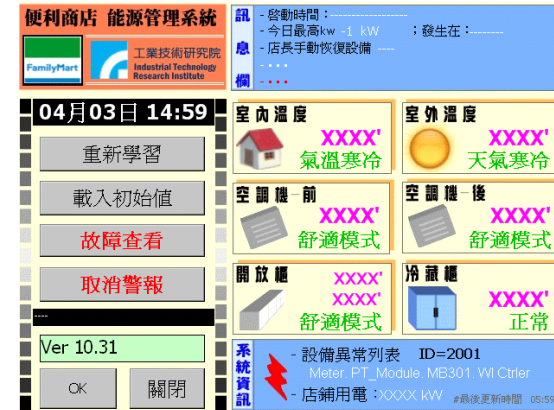 便利商店 能源管理系統
FamilyMart
工業技術研究院
Industrial Technology
Research Institute
訊息欄
- 啓動時間：------------------
- 今日最高kw -1 kW ；發生在：--------
- 店長手動恢復設備 ----
- ...
- ...
04月03日 14:59
重新學習
載入初始值
故障查看
取消警報
----
Ver 10.31
OK
關閉
室內溫度
XXXX'
氣溫寒冷
室外溫度
XXXX'
天氣寒冷
空調機-前
XXXX'
舒適模式
空調機-後
XXXX'
舒適模式
開放櫃
XXXX'
XXXX'
舒適模式
冷藏櫃
XXXX'
正常
系統資訊
- 設備異常列表 ID=2001
Meter. PT_Module. MB301. WI Ctrler
- 店鋪用電：XXXX kW
#最後更新時間 05:59